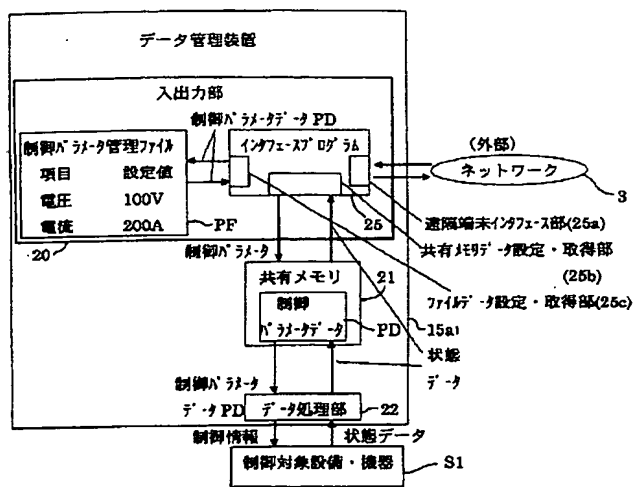 データ管理装置
入出力部
制御パラメータデータ PD
制御パラメータ管理ファイル
項目 設定値
電圧 100V
電流 200A
PF
20
インタフェースプログラム
25
(外部)
ネットワーク
3
遠隔端末インタフェース部(25a)
共有メモリデータ設定・取得部
(25b)
ファイルデータ設定・取得部(25c)
制御パラメータ
共有メモリ
21
制御
パラメータデータ
PD
15a)
状態
データ
制御パラメータ
データPD
データ処理部
22
制御情報
状態データ
制御対象設備・機器
S1